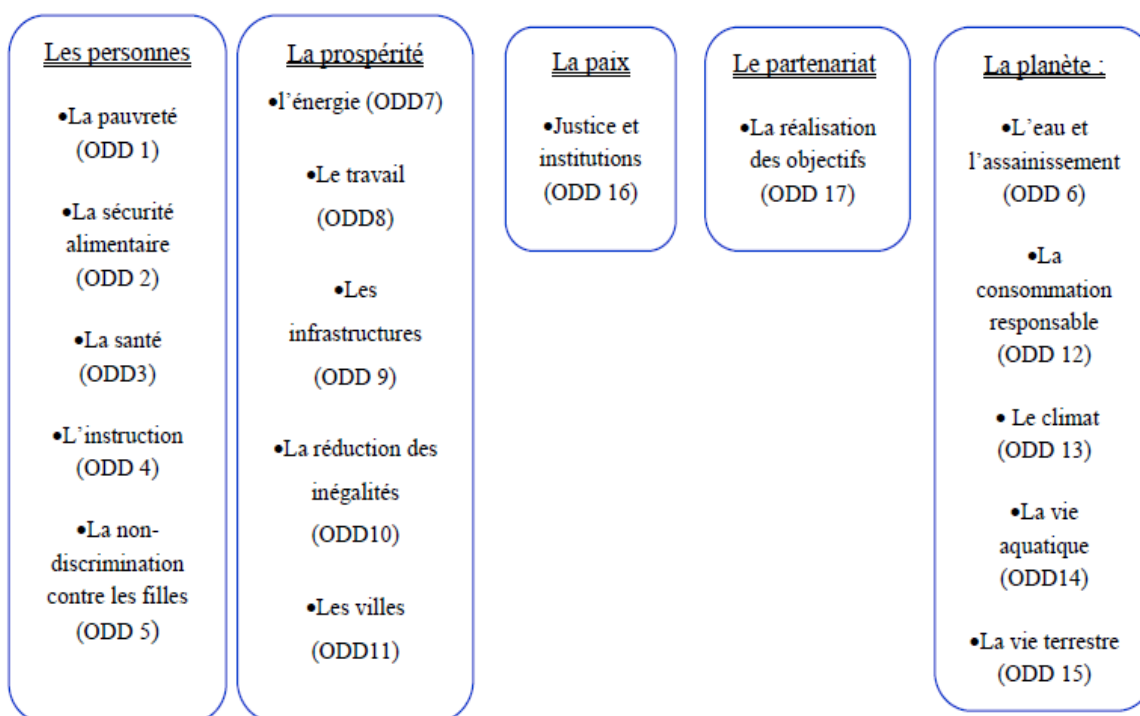 Les personnes
•La pauvreté
(ODD 1)
•La sécurité
alimentaire
(ODD 2)
•La santé
(ODD3)
•L’instruction
(ODD 4)
•La non-
discrimination
contre les filles
(ODD 5)
La prospérité
•l’énergie (ODD7)
•Le travail
(ODD8)
•Les
infrastructures
(ODD 9)
•La réduction des
inégalités
(ODD10)
•Les villes
(ODD11)
La paix
•Justice et
institutions
(ODD 16)
Le partenariat
•La réalisation
des objectifs
(ODD 17)
La planète :
•L’eau et
l’assainissement
(ODD 6)
•La
consommation
responsable
(ODD 12)
• Le climat
(ODD 13)
•La vie
aquatique
(ODD14)
•La vie terrestre
(ODD 15)